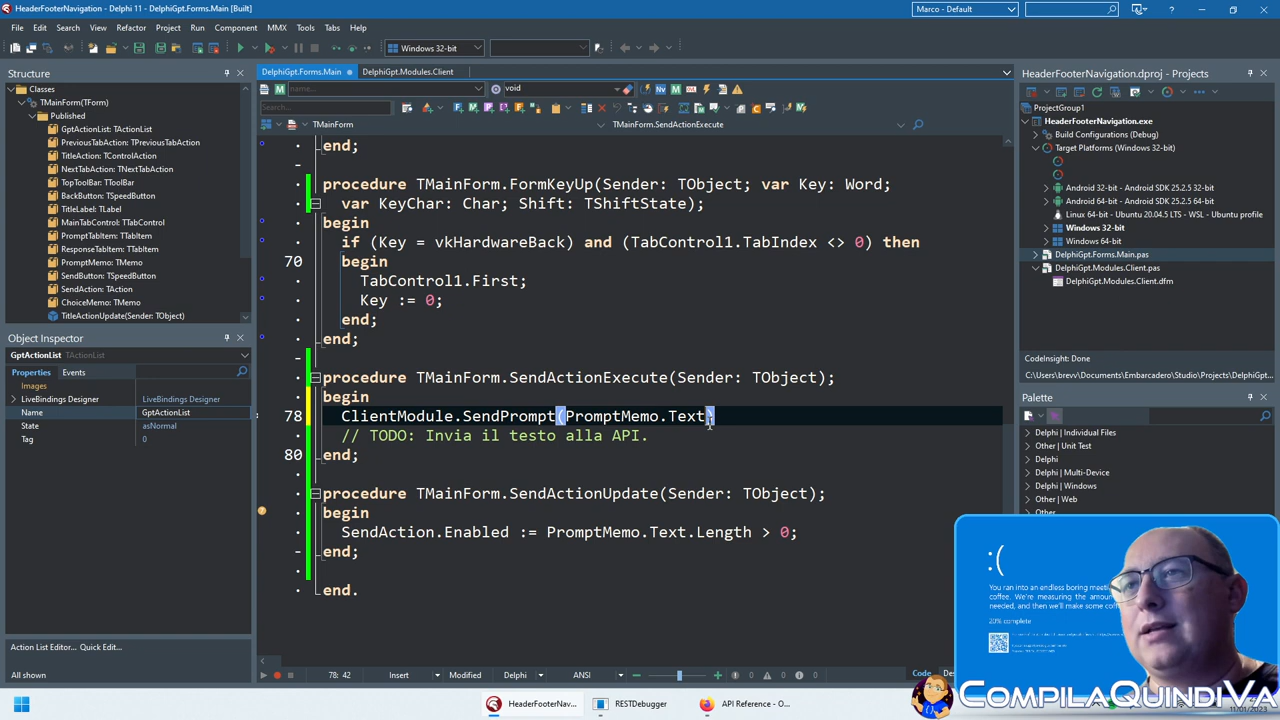 HeaderFooterNavigation - Delphi 11 - DelphiGpt.Forms.Main [Built]
Marco - Default
File Edit Search View Refactor Project Run Component MMX Tools Tabs Help
Windows 32-bit
Structure
Classes
TMainForm(TForm)
Published
GptActionList: TActionList
PreviousTabAction: TPreviousTabAction
TitleAction: TControlAction
NextTabAction: TNextTabAction
TopToolBar: TToolBar
BackButton: TSpeedButton
TitleLabel: TLabel
MainTabControl: TTabControl
PromptTabItem: TTabItem
ResponseTabItem: TTabItem
PromptMemo: TMemo
SendButton: TSpeedButton
SendAction: TAction
ChoiceMemo: TMemo
TitleActionUpdate(Sender: TObject)
Object Inspector
GptActionList TActionList
Properties Events
Images
LiveBindings Designer LiveBindings Designer
Name GptActionList
State asNormal
Tag 0
Action List Editor... Quick Edit...
DelphiGpt.Forms.Main DelphiGpt.Modules.Client
name... void
Search...
TMainForm TMainForm.SendActionExecute
end;
procedure TMainForm.FormKeyUp(Sender: TObject; var Key: Word;
var KeyChar: Char; Shift: TShiftState);
begin
if (Key = vkHardwareBack) and (TabControl1.TabIndex <> 0) then
70 begin
TabControl1.First;
Key := 0;
end;
end;
procedure TMainForm.SendActionExecute(Sender: TObject);
begin
78 ClientModule.SendPrompt(PromptMemo.Text)
// TODO: Invia il testo alla API.
80 end;
procedure TMainForm.SendActionUpdate(Sender: TObject);
begin
SendAction.Enabled := PromptMemo.Text.Length > 0;
end;
end.
78: 42 Insert Modified Delphi ANSI 0 0 0 Code
HeaderFooterNavigation.dproj - Projects
ProjectGroup1
HeaderFooterNavigation.exe
Build Configurations (Debug)
Target Platforms (Windows 32-bit)
Android 32-bit - Android SDK 25.2.5 32-bit
Android 64-bit - Android SDK 25.2.5 32-bit
Linux 64-bit - Ubuntu 20.04.5 LTS - WSL - Ubuntu profile
Windows 32-bit
Windows 64-bit
DelphiGpt.Forms.Main.pas
DelphiGpt.Modules.Client.pas
DelphiGpt.Modules.Client.dfm
CodeInsight: Done
C:\Users\brevv\Documents\Embarcadero\Studio\Projects\DelphiGpt...
Palette
Delphi | Individual Files
Other | Unit Test
Delphi
Delphi | Multi-Device
Delphi | Windows
Other | Web
Other
:(
You ran into an endless boring
coffee. We're measuring the
needed, and then we'll make some
20% complete
COMPILAQUINDIVA
HeaderFooterNav... RESTDebugger API Reference - O...
11/01/2023